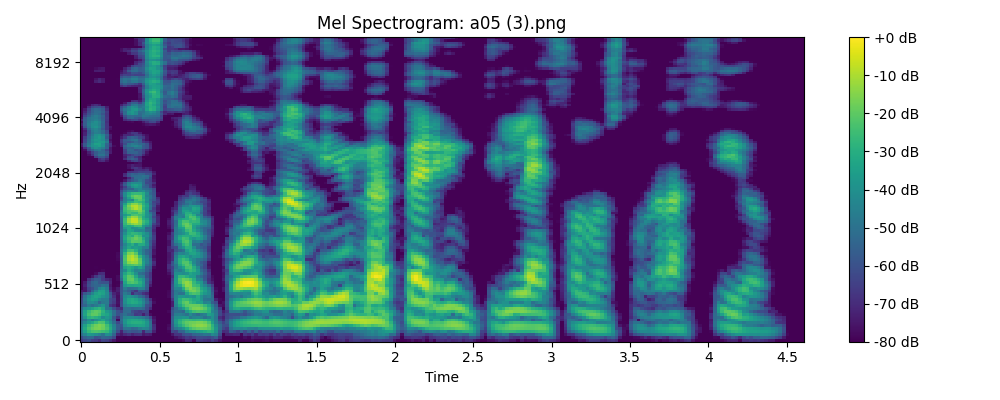 Mel Spectrogram: a05 (3).png
8192
4096
2048
1024
512
0
Hz
0 0.5 1 1.5 2 2.5 3 3.5 4 4.5
Time
+0 dB
-10 dB
-20 dB
-30 dB
-40 dB
-50 dB
-60 dB
-70 dB
-80 dB